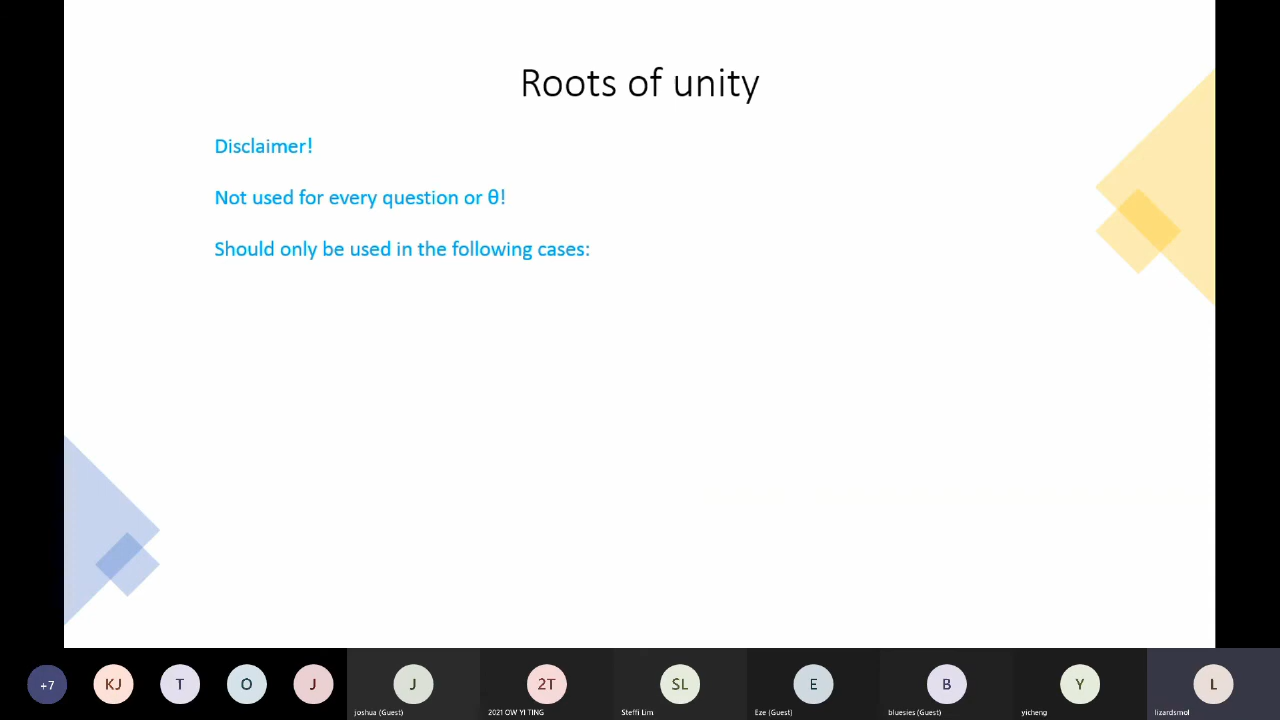 Roots of unity
Disclaimer!
Not used for every question or θ!
Should only be used in the following cases:
+7
KJ
T
O
J
J
2T
SL
E
B
Y
L
joshua (Guest)
2021 OW YI TING
Steffi Lim
Eze (Guest)
bluesies (Guest)
yicheng
lizardsmol